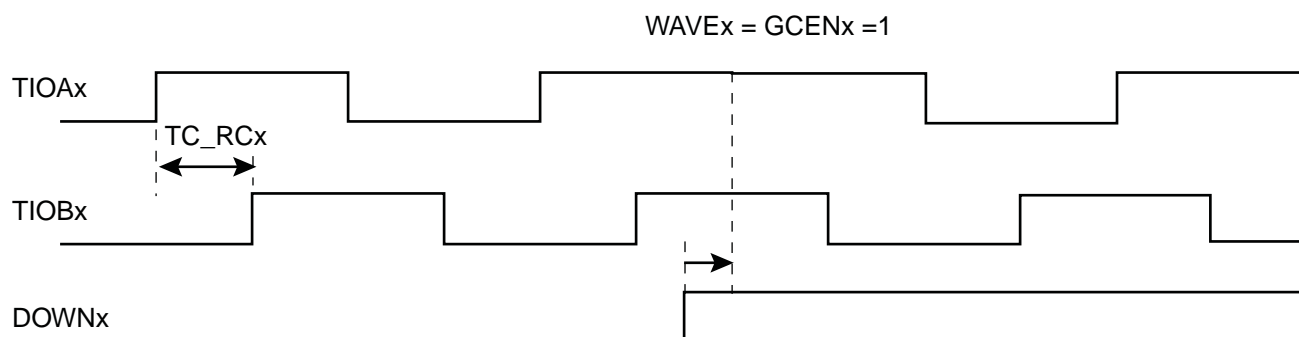 WAVEx = GCENx =1
TIOAx
TC_RCx
TIOBx
DOWNx